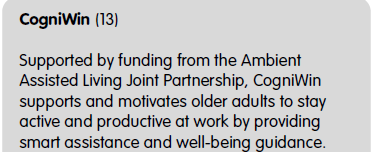 CogniWin (13)
Supported by funding from the Ambient
Assisted Living Joint Partnership, CogniWin
supports and motivates older adults to stay
active and productive at work by providing
smart assistance and well-being guidance.